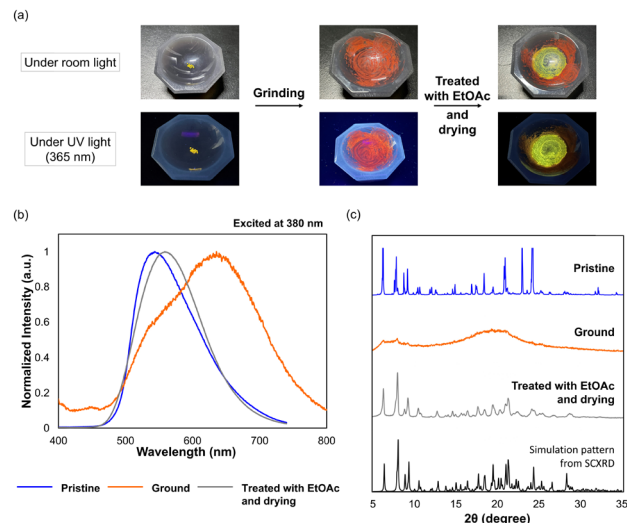 (a)
Under room light
Grinding
Treated
with EtOAc
and
drying
Under UV light
(365 nm)
(b)
Excited at 380 nm
Normalized Intensity (a.u.)
1
0.8
0.6
0.4
0.2
0
400 500 600 700 800
Wavelength (nm)
Pristine
Ground
Treated with EtOAc
and drying
(c)
Pristine
Ground
Treated with EtOAc
and drying
Simulation pattern
from SCXRD
5 10 15 20 25 30 35
2θ (degree)